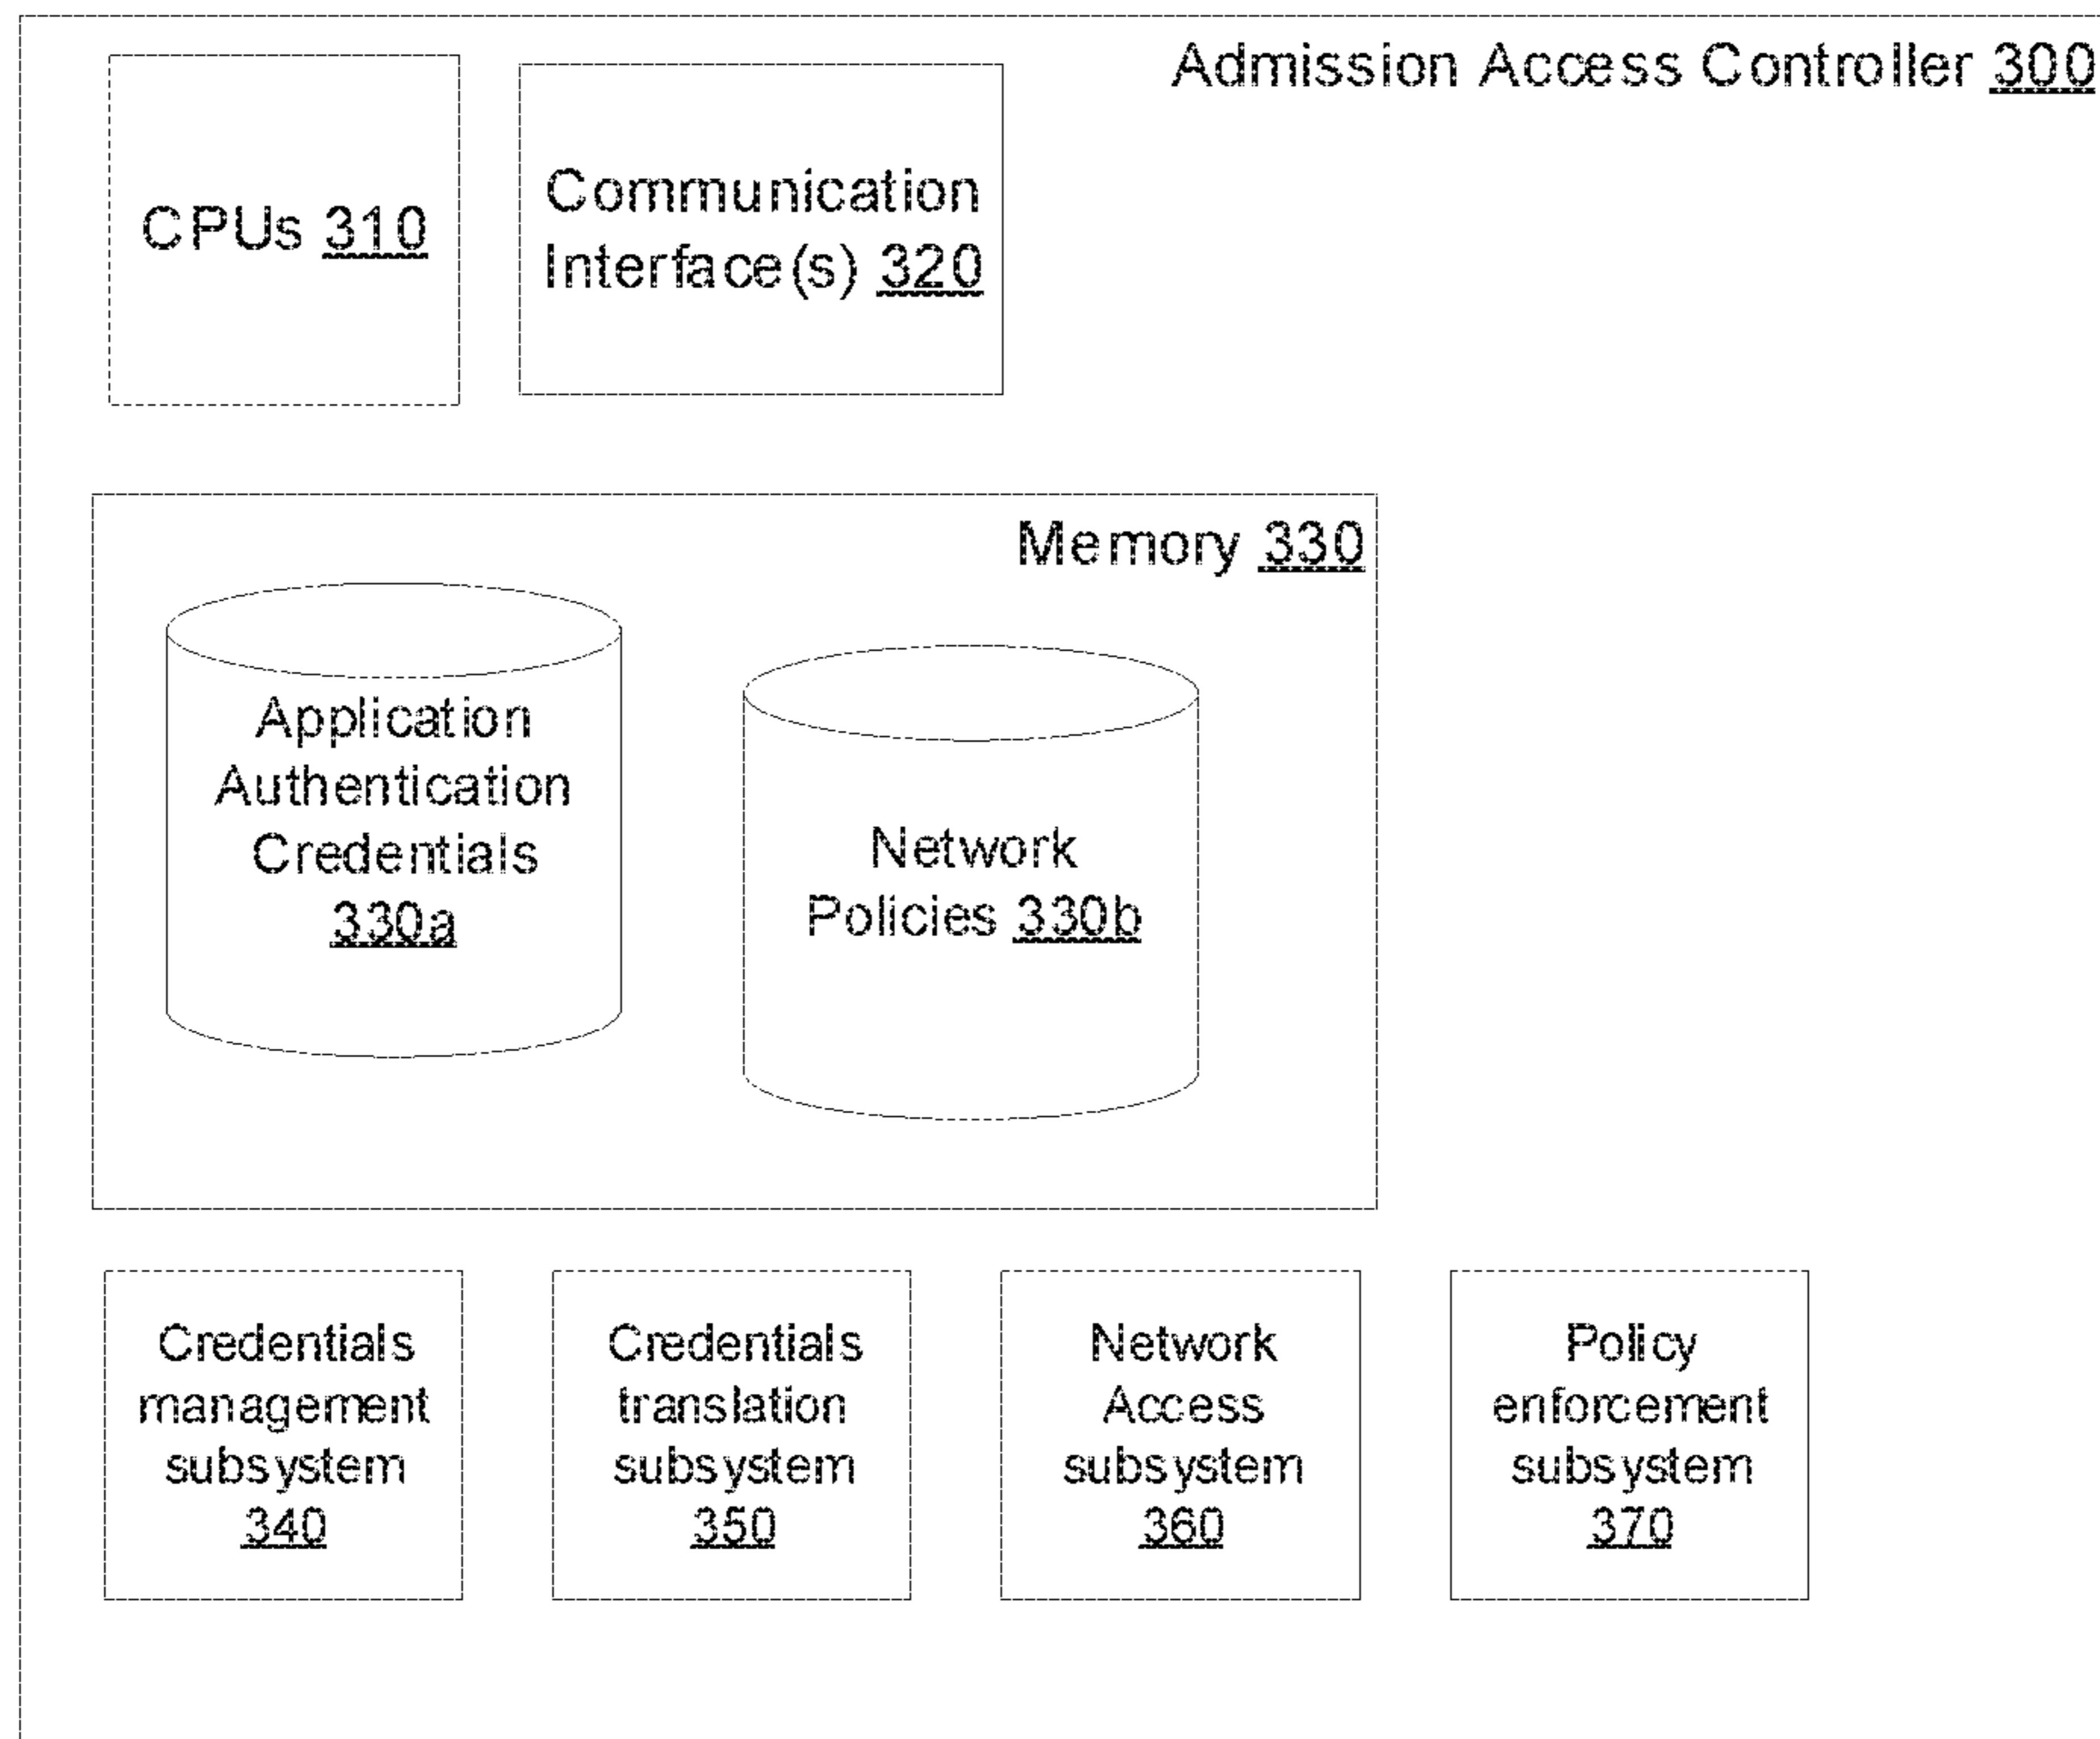 Admission Access Controller 300
CPUs 310
Communication
Interface(s) 320
Memory 330
Application
Authentication
Credentials
330a
Network
Policies 330b
Credentials
management
subsystem
340
Credentials
translation
subsystem
350
Network
Access
subsystem
360
Policy
enforcement
subsystem
370